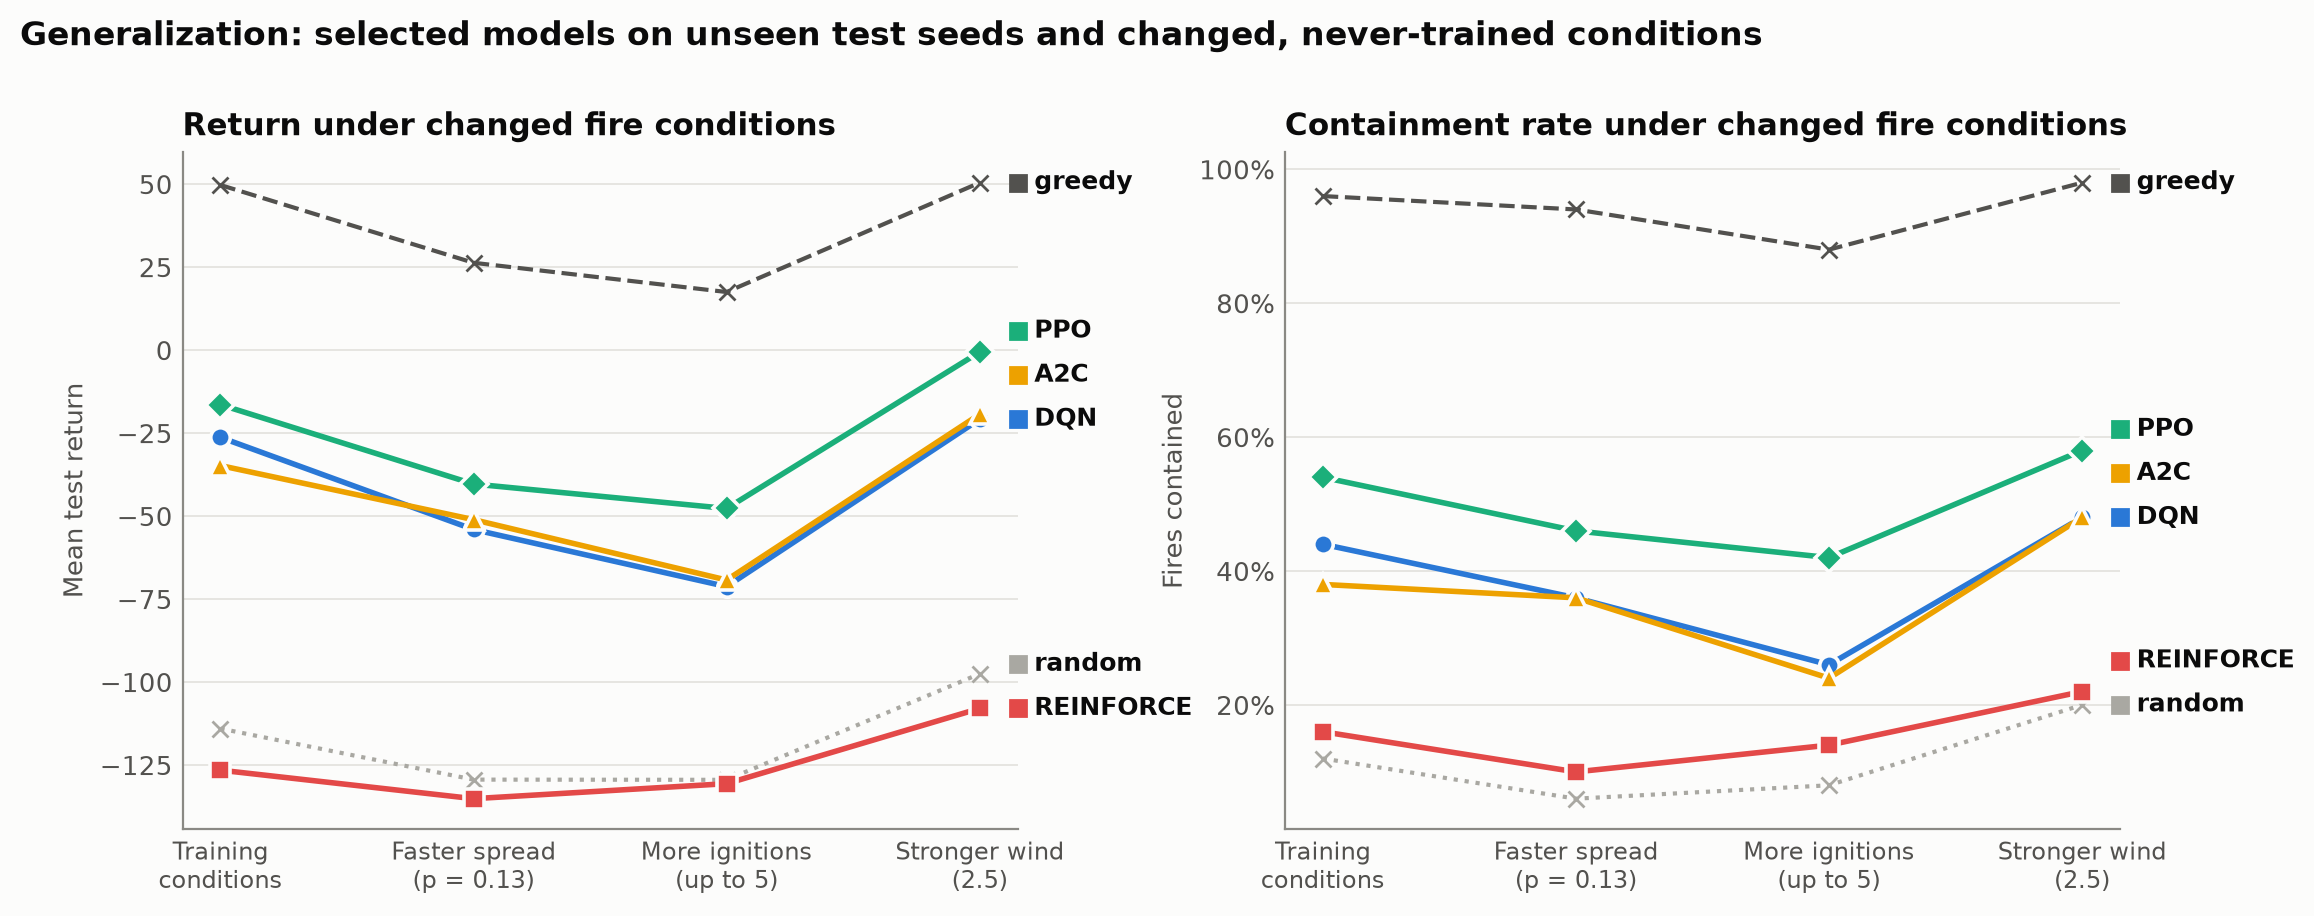 Generalization: selected models on unseen test seeds and changed, never-trained conditions
Return under changed fire conditions
Mean test return
50
25
0
−25
−50
−75
−100
−125
greedy
PPO
A2C
DQN
random
REINFORCE
Training
conditions
Faster spread
(p = 0.13)
More ignitions
(up to 5)
Stronger wind
(2.5)
Containment rate under changed fire conditions
Fires contained
100%
80%
60%
40%
20%
greedy
PPO
A2C
DQN
REINFORCE
random
Training
conditions
Faster spread
(p = 0.13)
More ignitions
(up to 5)
Stronger wind
(2.5)